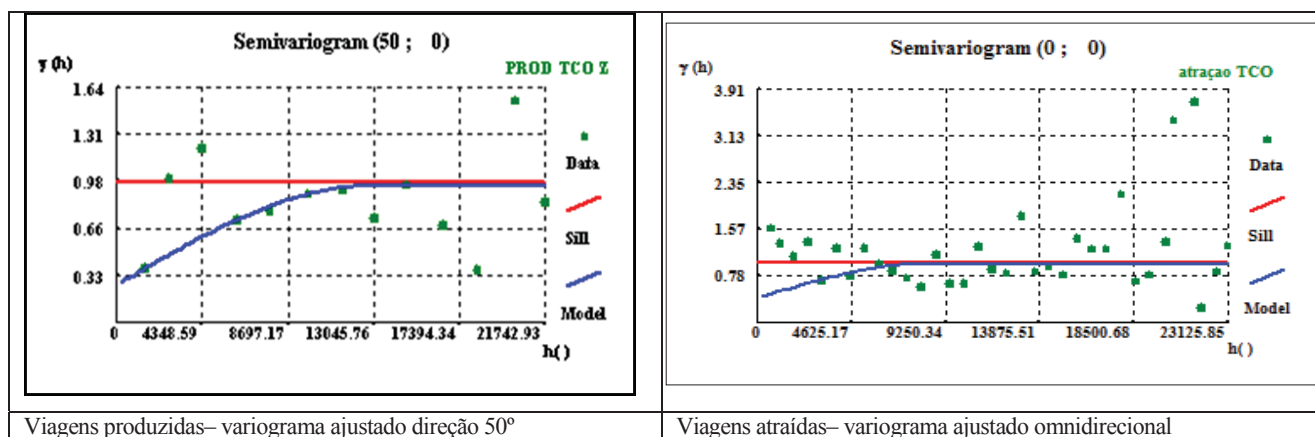 Semivariogram (50 ; 0)
γ (h)
PROD TCO Z
1.64
1.31
0.98
0.66
0.33
0
4348.59
8697.17
13045.76
17394.34
21742.93
h()
Data
Sill
Model
Viagens produzidas– variograma ajustado direção 50º
Semivariogram (0 ; 0)
γ (h)
atraçao TCO
3.91
3.13
2.35
1.57
0.78
0
4625.17
9250.34
13875.51
18500.68
23125.85
h()
Data
Sill
Model
Viagens atraídas– variograma ajustado omnidirecional